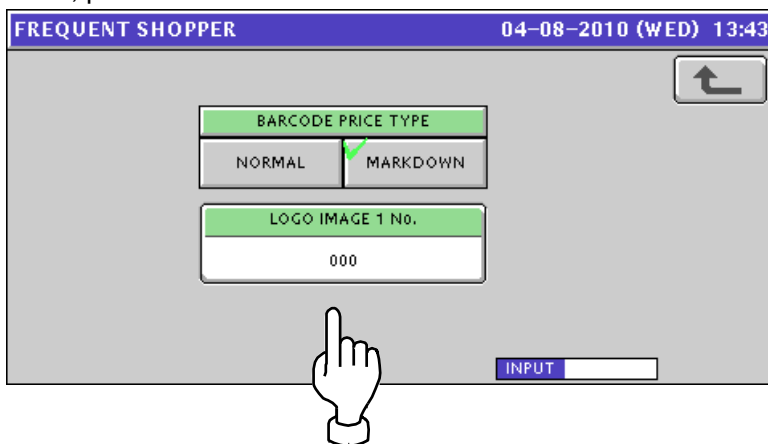 FREQUENT SHOPPER 04-08-2010 (WED) 13:43
BARCODE PRICE TYPE
NORMAL MARKDOWN
LOGO IMAGE 1 No.
000
INPUT